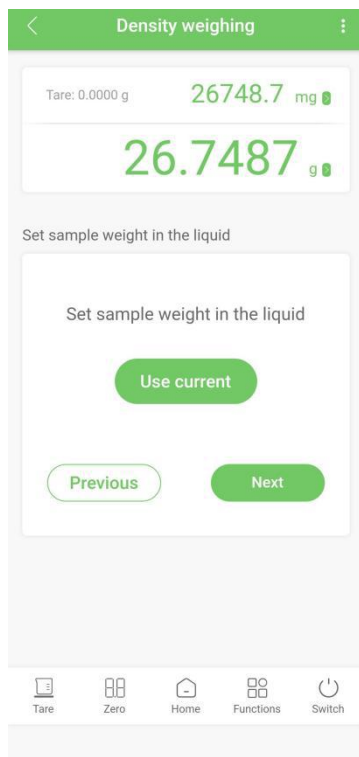 Density weighing
Tare: 0.0000 g 26748.7 mg
26.7487 g
Set sample weight in the liquid
Set sample weight in the liquid
Use current
Previous Next
Tare Zero Home Functions Switch